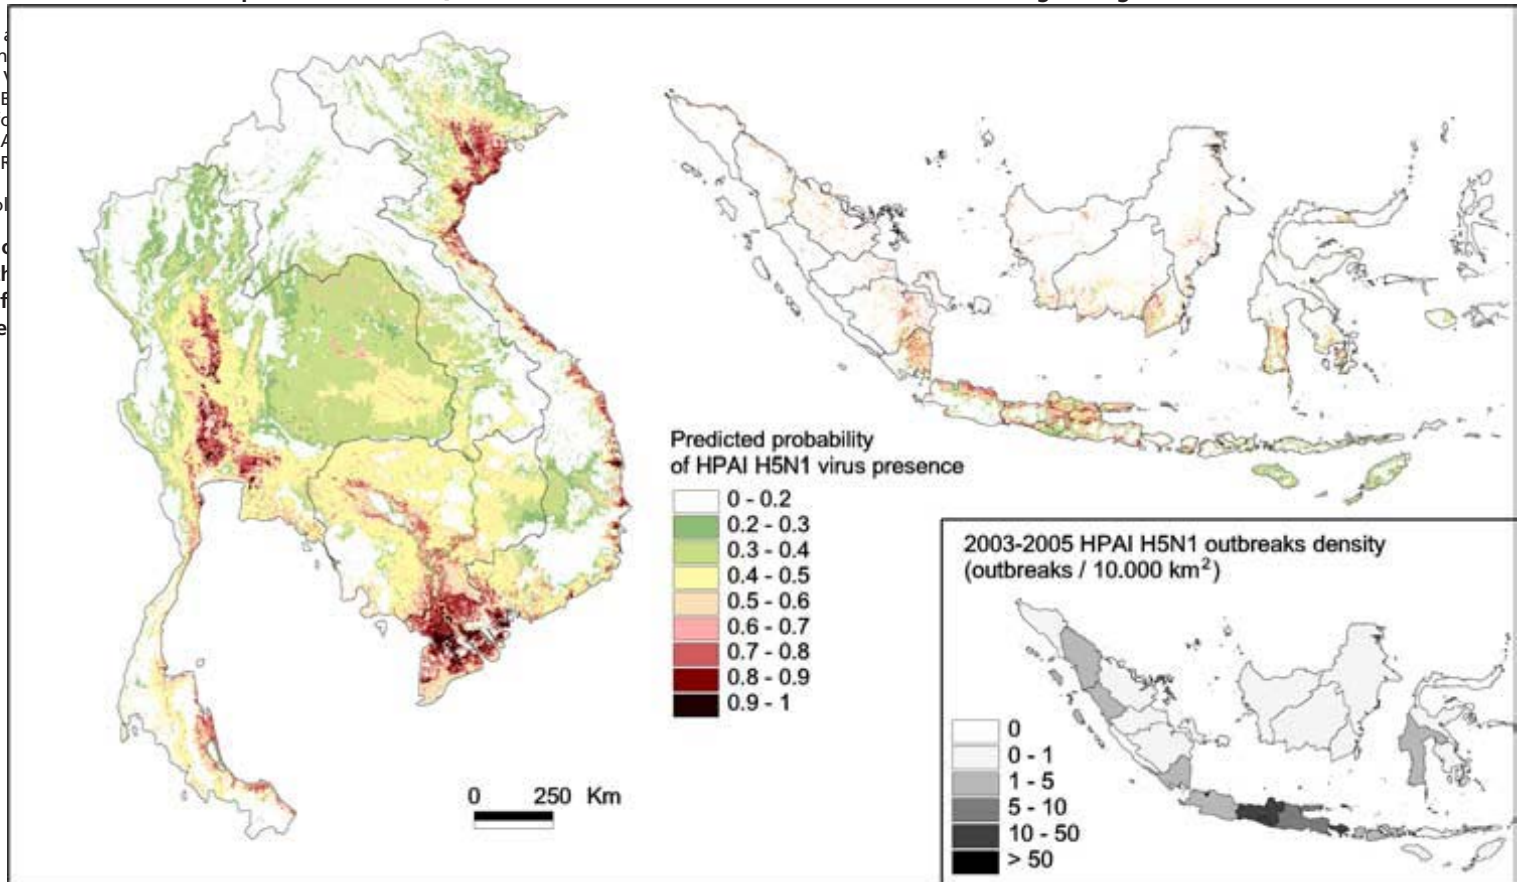 Predicted probability
of HPAI H5N1 virus presence
0 - 0.2
0.2 - 0.3
0.3 - 0.4
0.4 - 0.5
0.5 - 0.6
0.6 - 0.7
0.7 - 0.8
0.8 - 0.9
0.9 - 1
0 250 Km
2003-2005 HPAI H5N1 outbreaks density
(outbreaks / 10.000 km²)
0
0 - 1
1 - 5
5 - 10
10 - 50
> 50